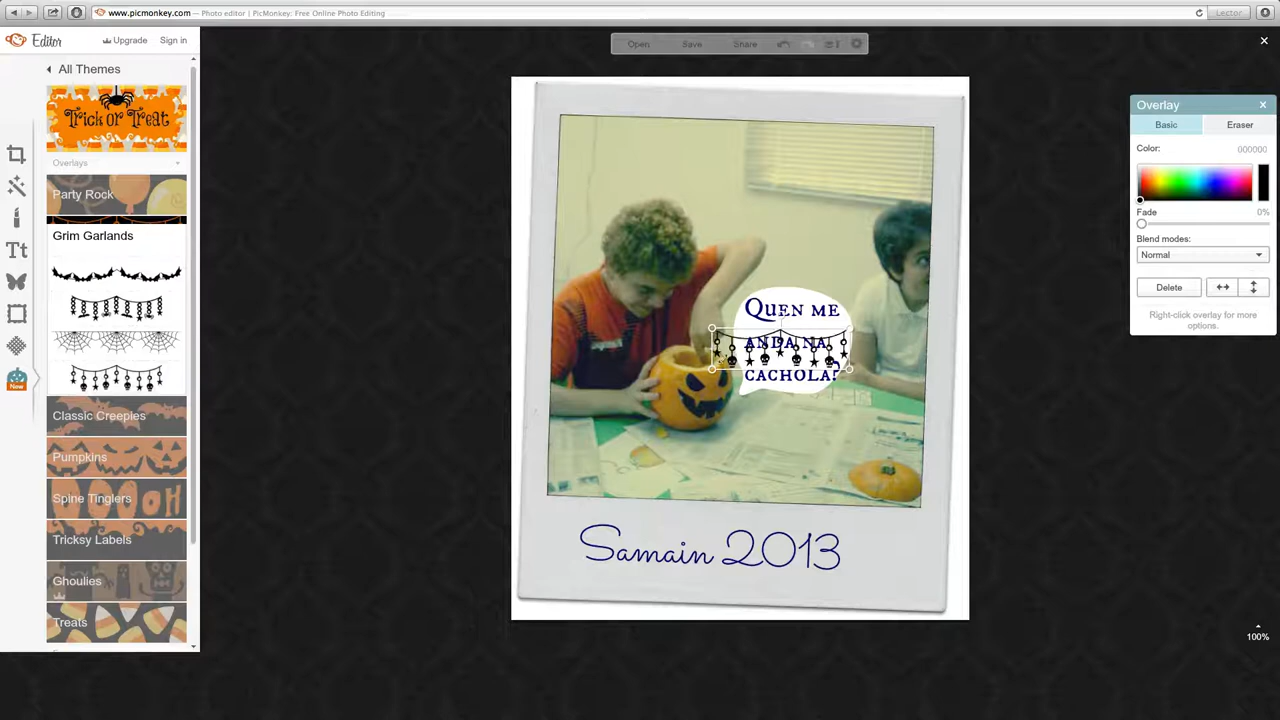 www.picmonkey.com — Photo editor | PicMonkey: Free Online Photo Editing
Lector
Editor
Upgrade
Sign in
Open
Save
Share
All Themes
Trick or Treat
Overlays
Party Rock
Grim Garlands
Classic Creepies
Pumpkins
Spine Tinglers
Tricksy Labels
Ghoulies
Treats
Tt
New
QUEN ME
ANDA NA
CACHOLA?
Samain 2013
Overlay
Basic
Eraser
Color:
000000
Fade
0%
Blend modes:
Normal
Delete
Right-click overlay for more
options.
100%